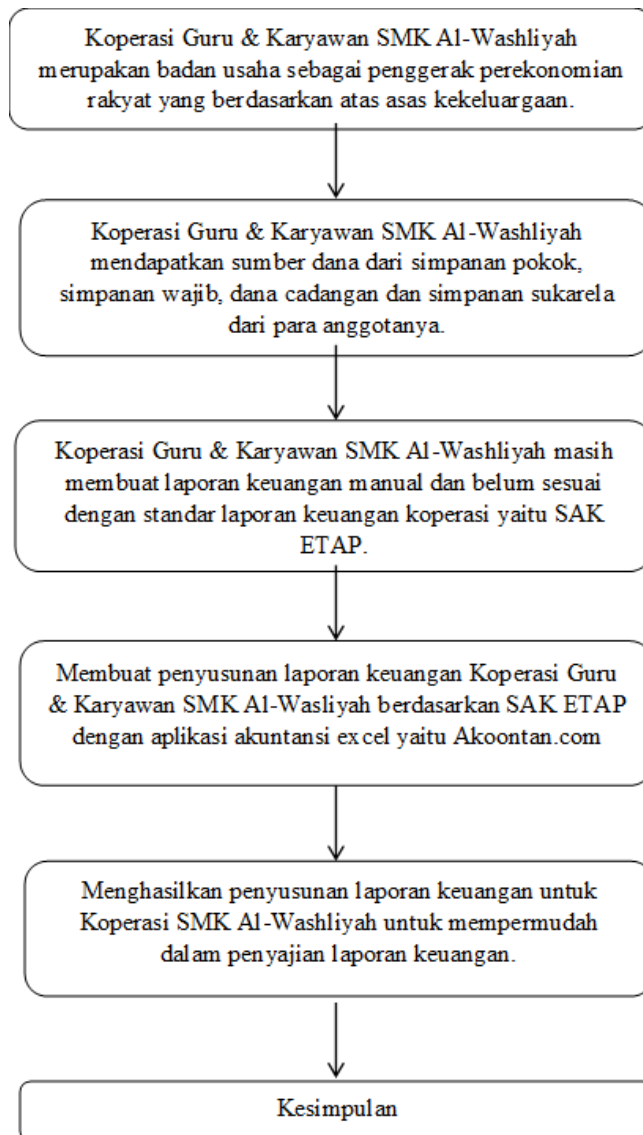 Koperasi Guru & Karyawan SMK Al-Washliyah
merupakan badan usaha sebagai penggerak perekonomian
rakyat yang berdasarkan atas asas kekeluargaan.
Koperasi Guru & Karyawan SMK Al-Washliyah
mendapatkan sumber dana dari simpanan pokok,
simpanan wajib, dana cadangan dan simpanan sukarela
dari para anggotanya.
Koperasi Guru & Karyawan SMK Al-Washliyah masih
membuat laporan keuangan manual dan belum sesuai
dengan standar laporan keuangan koperasi yaitu SAK
ETAP.
Membuat penyusunan laporan keuangan Koperasi Guru
& Karyawan SMK Al-Wasliyah berdasarkan SAK ETAP
dengan aplikasi akuntansi excel yaitu Akoontan.com
Menghasilkan penyusunan laporan keuangan untuk
Koperasi SMK Al-Washliyah untuk mempermudah
dalam penyajian laporan keuangan.
Kesimpulan